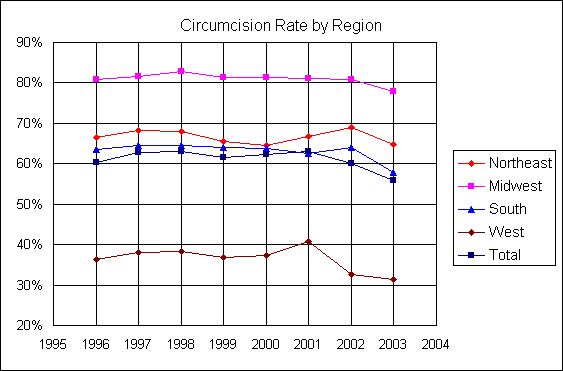 Circumcision Rate by Region
90%
80%
70%
60%
50%
40%
30%
20%
1995 1996 1997 1998 1999 2000 2001 2002 2003 2004
Northeast
Midwest
South
West
Total